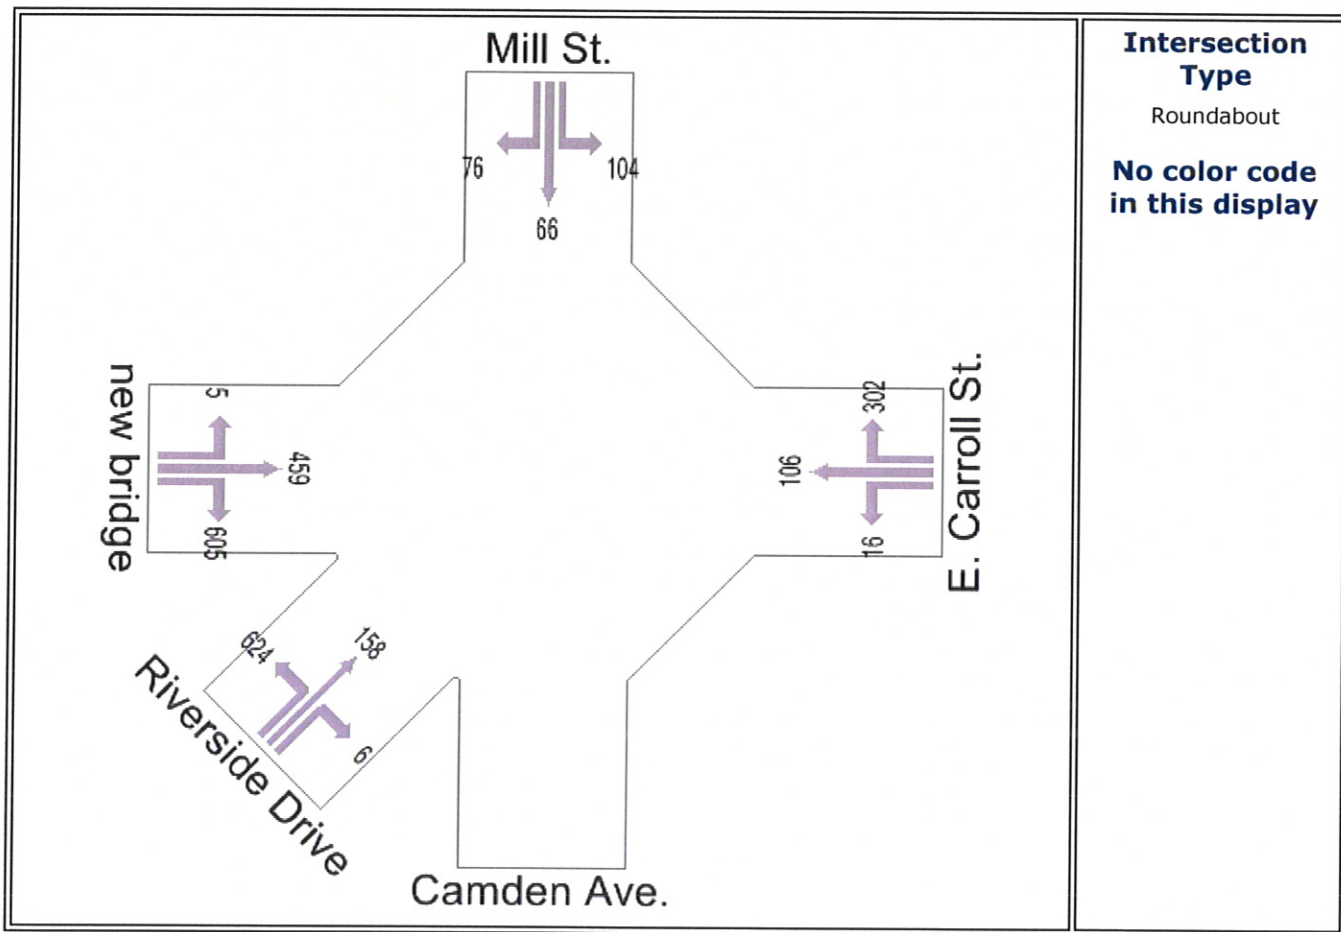 Mill St.
76
104
66
Intersection
Type
Roundabout
No color code
in this display
new bridge
5
459
605
302
106
16
E. Carroll St.
624
158
6
Riverside Drive
Camden Ave.